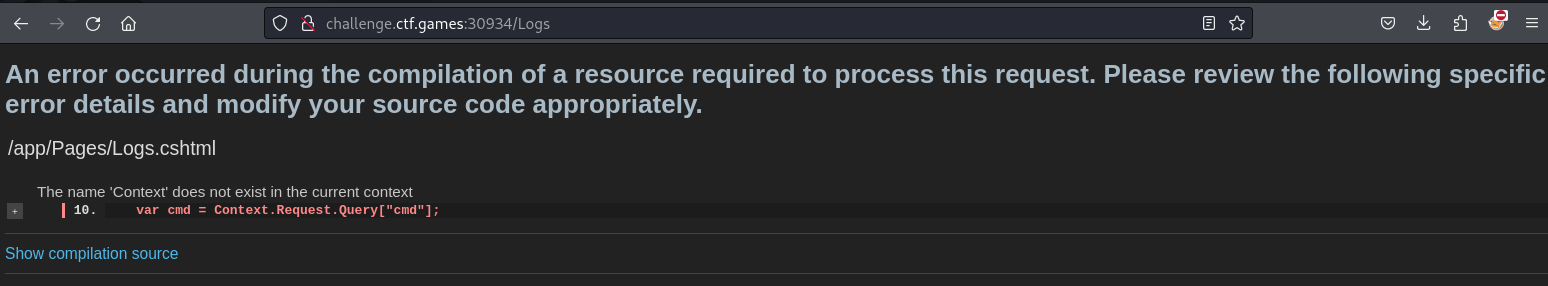 challenge.ctf.games:30934/Logs
An error occurred during the compilation of a resource required to process this request. Please review the following specific
error details and modify your source code appropriately.
/app/Pages/Logs.cshtml
The name 'Context' does not exist in the current context
+ 10. var cmd = Context.Request.Query["cmd"];
Show compilation source